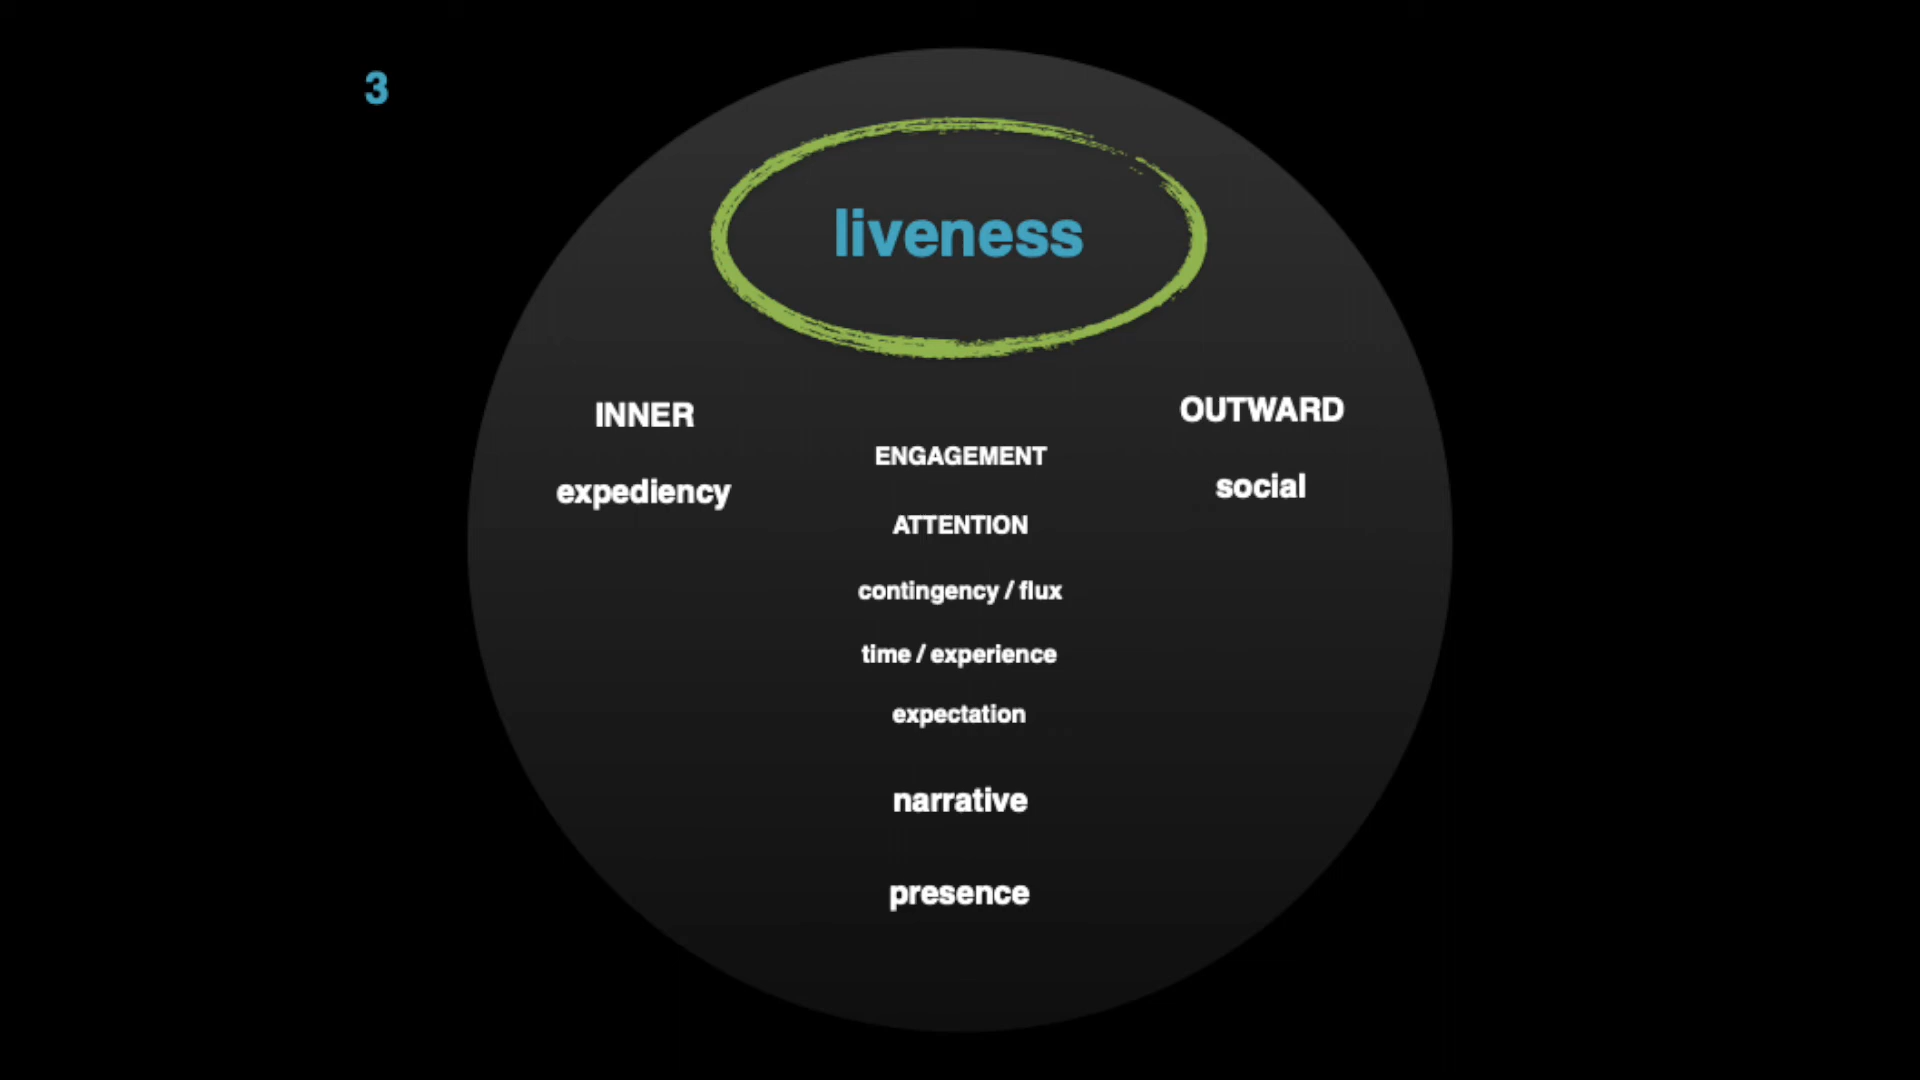 3
liveness
INNER
expediency
ENGAGEMENT
ATTENTION
contingency / flux
time / experience
expectation
narrative
presence
OUTWARD
social